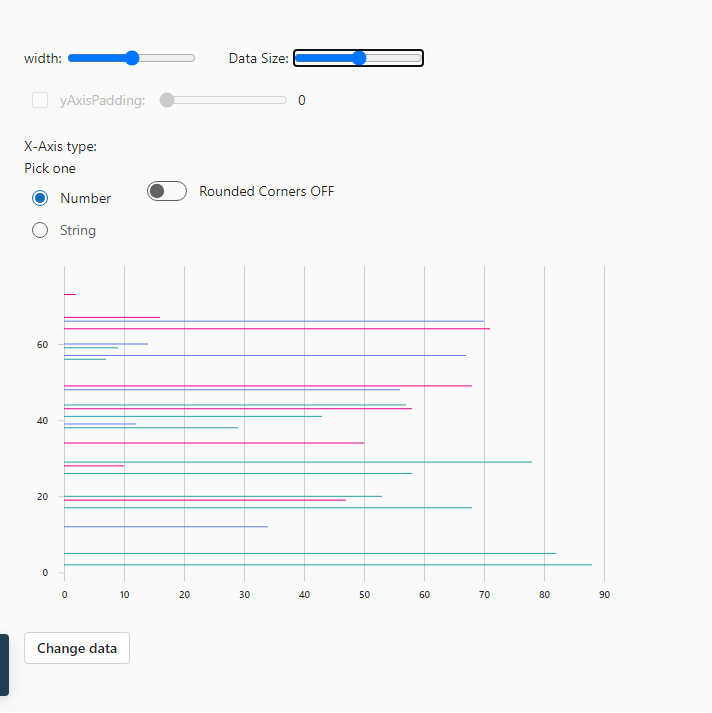 width: Data Size:
yAxisPadding: 0
X-Axis type:
Pick one
Number
Rounded Corners OFF
String
60
40
20
0
0 10 20 30 40 50 60 70 80 90
Change data